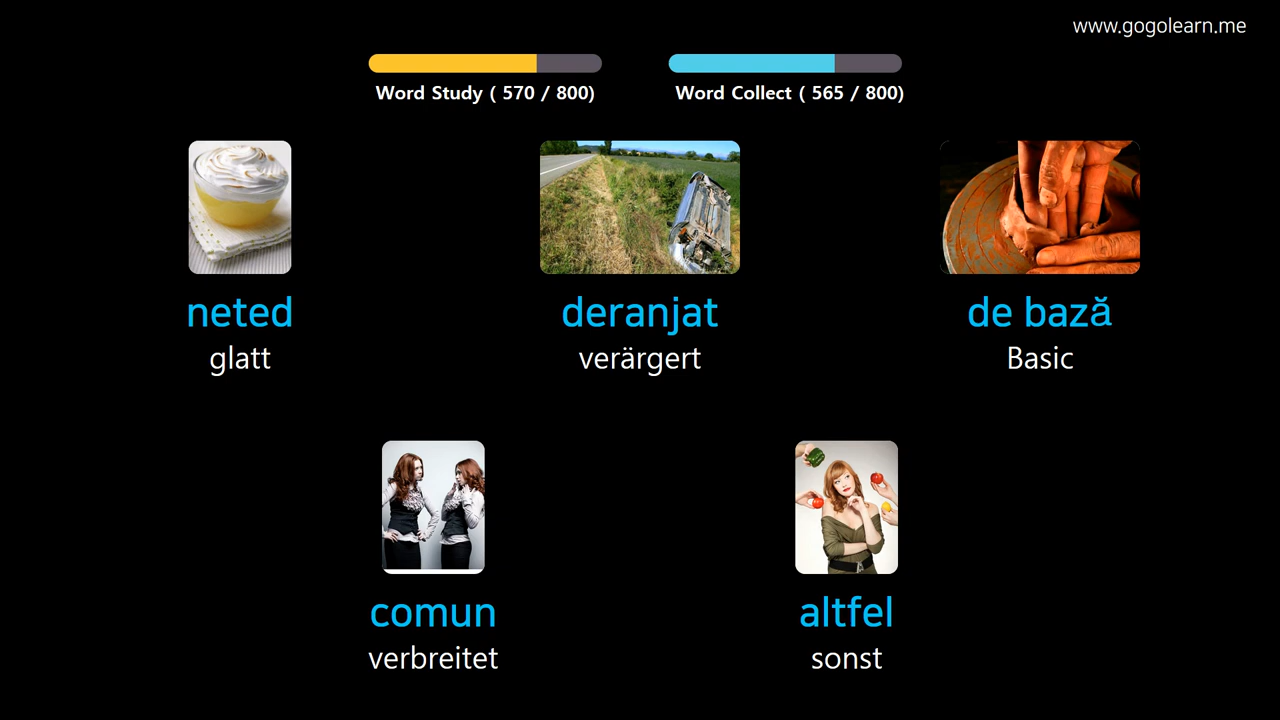 www.gogolearn.me
Word Study ( 570 / 800)
Word Collect ( 565 / 800)
neted
glatt
deranjat
verärgert
de bază
Basic
comun
verbreitet
altfel
sonst